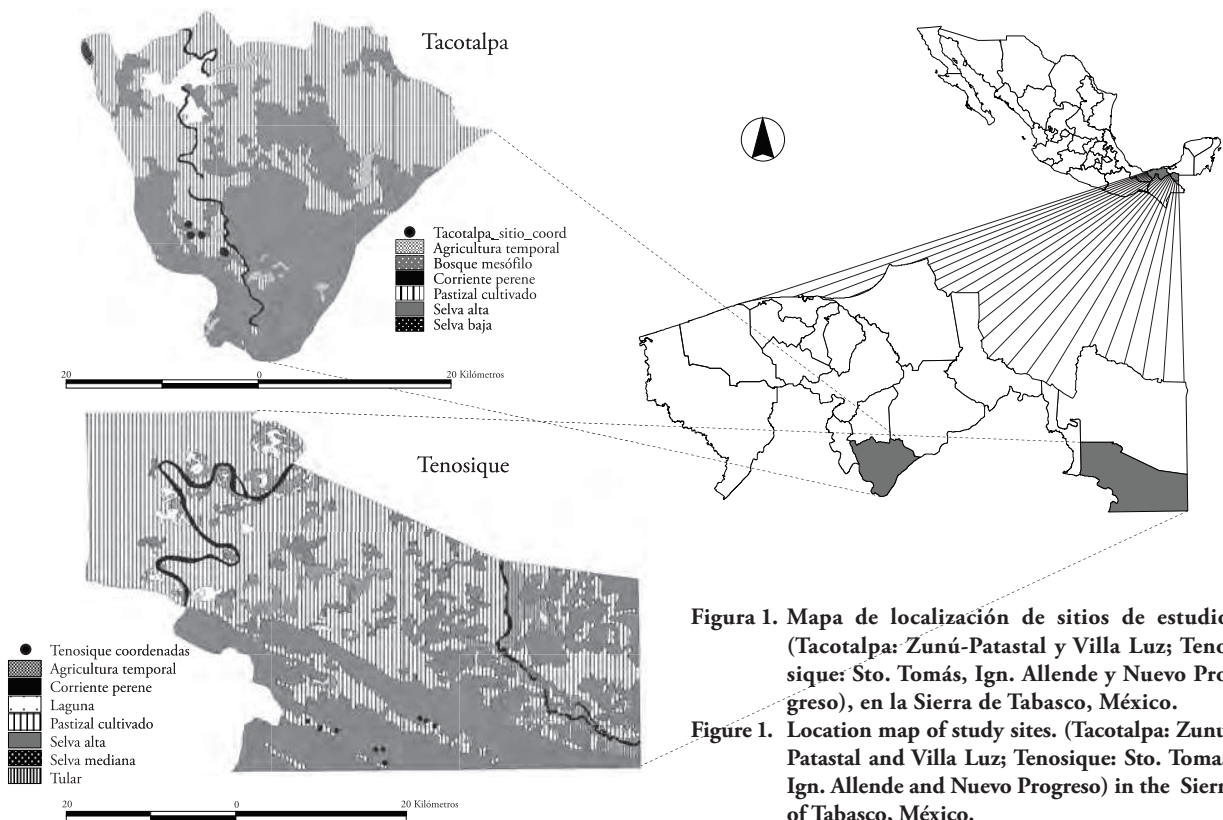 Tacotalpa
Tacotalpa_sitio_coord
Agricultura temporal
Bosque mesófilo
Corriente perene
Pastizal cultivado
Selva alta
Selva baja
20 0 20 Kilómetros
Tenosique
Tenosique coordenadas
Agricultura temporal
Corriente perene
Laguna
Pastizal cultivado
Selva alta
Selva mediana
Tular
20 0 20 Kilómetros
Figura 1. Mapa de localización de sitios de estudio
(Tacotalpa: Zunú-Patastal y Villa Luz; Teno
sique: Sto. Tomás, Ign. Allende y Nuevo Pro
greso), en la Sierra de Tabasco, México.
Figure 1. Location map of study sites. (Tacotalpa: Zunu
Patastal and Villa Luz; Tenosique: Sto. Tomas
Ign. Allende and Nuevo Progreso) in the Sierr
of Tabasco, México.